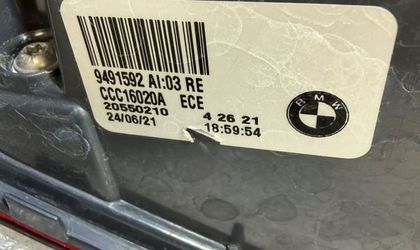 9491592 AI:03 RE
CCC16020A ECE
20550210 4 26 21
24/06/21 18:59:54
BMW